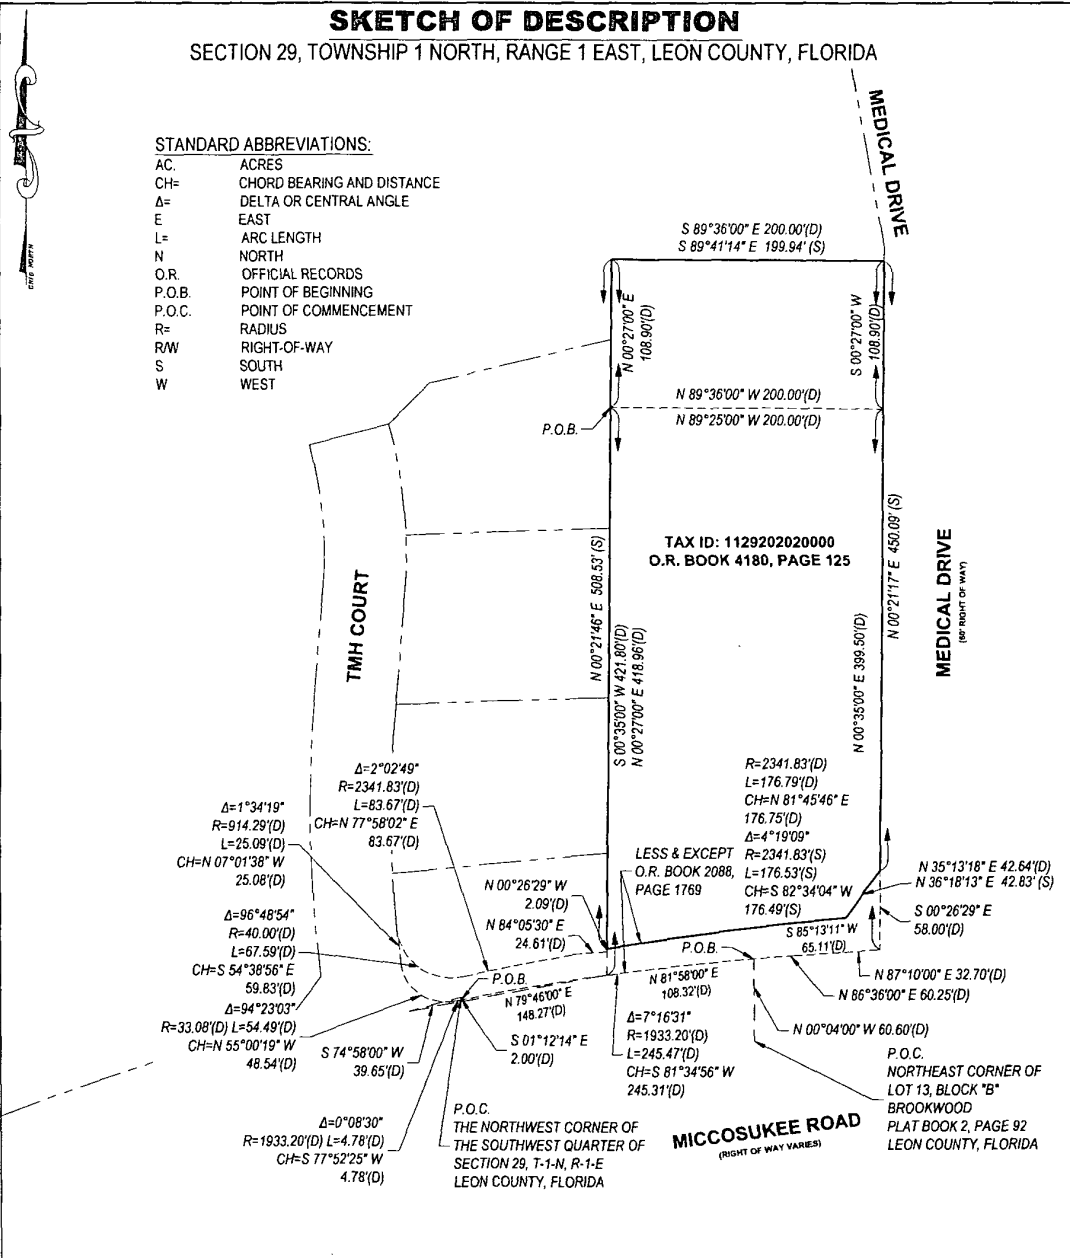 SKETCH OF DESCRIPTION
SECTION 29, TOWNSHIP 1 NORTH, RANGE 1 EAST, LEON COUNTY, FLORIDA
GRID NORTH
STANDARD ABBREVIATIONS:
AC. ACRES
CH= CHORD BEARING AND DISTANCE
Δ= DELTA OR CENTRAL ANGLE
E EAST
L= ARC LENGTH
N NORTH
O.R. OFFICIAL RECORDS
P.O.B. POINT OF BEGINNING
P.O.C. POINT OF COMMENCEMENT
R= RADIUS
R/W RIGHT-OF-WAY
S SOUTH
W WEST
MEDICAL DRIVE
S 89°36'00" E 200.00'(D)
S 89°41'14" E 199.94' (S)
N 00°27'00" E
108.90'(D)
S 00°27'00" W
108.90'(D)
N 89°36'00" W 200.00'(D)
N 89°25'00" W 200.00'(D)
P.O.B.
TAX ID: 1129202020000
O.R. BOOK 4180, PAGE 125
N 00°21'46" E 508.53' (S)
S 00°35'00" W 421.80'(D)
N 00°27'00" E 418.96'(D)
N 00°35'00" E 399.50'(D)
N 00°21'17" E 450.09' (S)
MEDICAL DRIVE
(60' RIGHT OF WAY)
TMH COURT
Δ=2°02'49"
R=2341.83'(D)
L=83.67'(D)
CH=N 77°58'02" E
83.67'(D)
Δ=1°34'19"
R=914.29'(D)
L=25.09'(D)
CH=N 07°01'38" W
25.08'(D)
R=2341.83'(D)
L=176.79'(D)
CH=N 81°45'46" E
176.75'(D)
Δ=4°19'09"
R=2341.83'(S)
L=176.53'(S)
CH=S 82°34'04" W
176.49'(S)
LESS & EXCEPT
O.R. BOOK 2088,
PAGE 1769
N 35°13'18" E 42.64'(D)
N 36°18'13" E 42.83' (S)
N 00°26'29" W
2.09'(D)
N 84°05'30" E
24.61'(D)
S 00°26'29" E
58.00'(D)
S 85°13'11" W
65.11'(D)
Δ=96°48'54"
R=40.00'(D)
L=67.59'(D)
CH=S 54°38'56" E
59.83'(D)
P.O.B.
P.O.B.
N 81°58'00" E
108.32'(D)
N 87°10'00" E 32.70'(D)
N 86°36'00" E 60.25'(D)
N 79°46'00" E
148.27'(D)
Δ=94°23'03"
R=33.08'(D) L=54.49'(D)
CH=N 55°00'19" W
48.54'(D)
S 74°58'00" W
39.65'(D)
S 01°12'14" E
2.00'(D)
Δ=7°16'31"
R=1933.20'(D)
L=245.47'(D)
CH=S 81°34'56" W
245.31'(D)
N 00°04'00" W 60.60'(D)
P.O.C.
NORTHEAST CORNER OF
LOT 13, BLOCK "B"
BROOKWOOD
PLAT BOOK 2, PAGE 92
LEON COUNTY, FLORIDA
Δ=0°08'30"
R=1933.20'(D) L=4.78'(D)
CH=S 77°52'25" W
4.78'(D)
P.O.C.
THE NORTHWEST CORNER OF
THE SOUTHWEST QUARTER OF
SECTION 29, T-1-N, R-1-E
LEON COUNTY, FLORIDA
MICCOSUKEE ROAD
(RIGHT OF WAY VARIES)